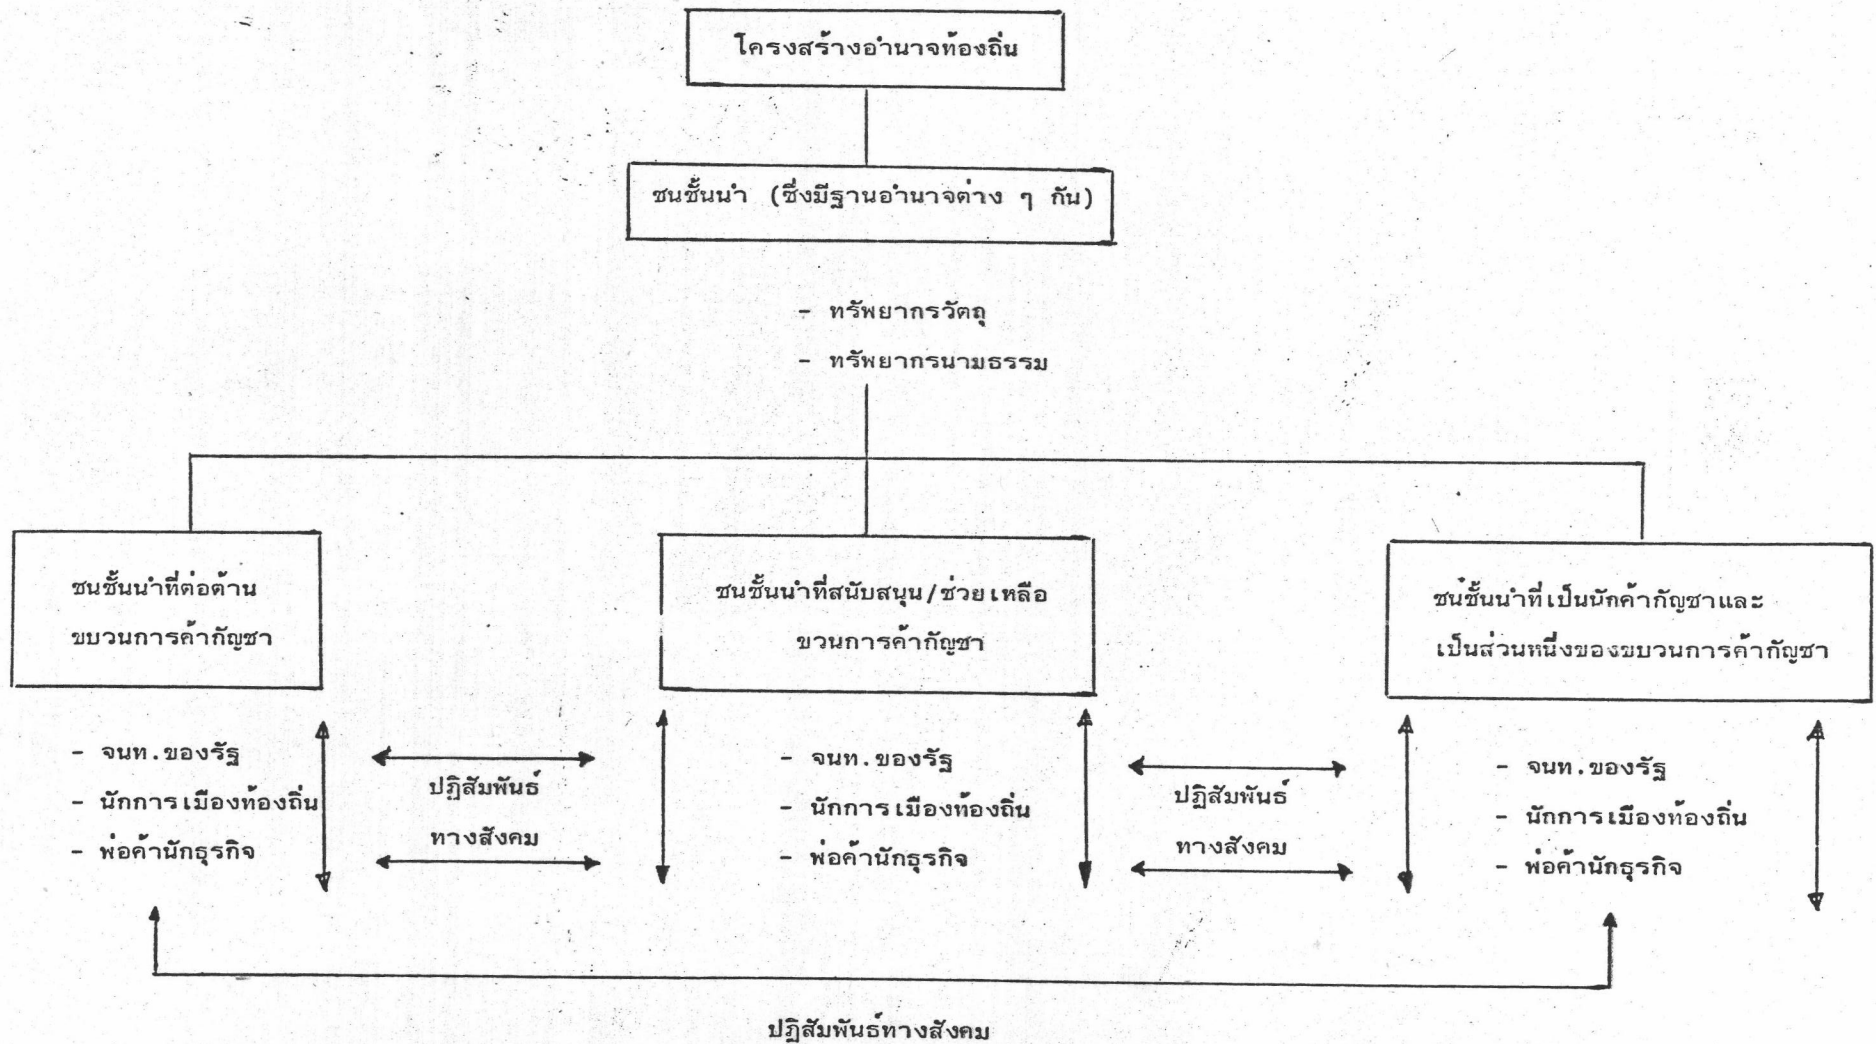 โครงสร้างอำนาจท้องถิ่น
ชนชั้นนำ (ซึ่งมีฐานอำนาจต่าง ๆ กัน)
- ทรัพยากรวัตถุ
- ทรัพยากรนามธรรม
ชนชั้นนำที่ต่อต้าน
ขบวนการค้ากัญชา
- จนท.ของรัฐ
- นักการเมืองท้องถิ่น
- พ่อค้านักธุรกิจ
ปฏิสัมพันธ์
ทางสังคม
ชนชั้นนำที่สนับสนุน/ช่วยเหลือ
ขวนการค้ากัญชา
- จนท.ของรัฐ
- นักการเมืองท้องถิ่น
- พ่อค้านักธุรกิจ
ปฏิสัมพันธ์
ทางสังคม
ชนชั้นนำที่เป็นนักค้ากัญชาและ
เป็นส่วนหนึ่งของขบวนการค้ากัญชา
- จนท.ของรัฐ
- นักการเมืองท้องถิ่น
- พ่อค้านักธุรกิจ
ปฏิสัมพันธ์ทางสังคม